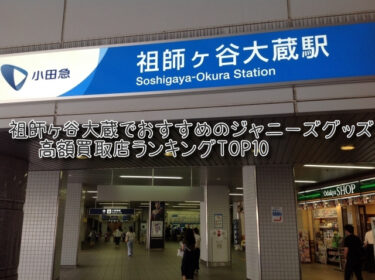 小田急
祖師ヶ谷大蔵駅
Soshigaya-Okura Station
祖師ヶ谷大蔵でおすすめのジャニーズグッズ
高額買取店ランキングTOP10
Odakyu SHOP